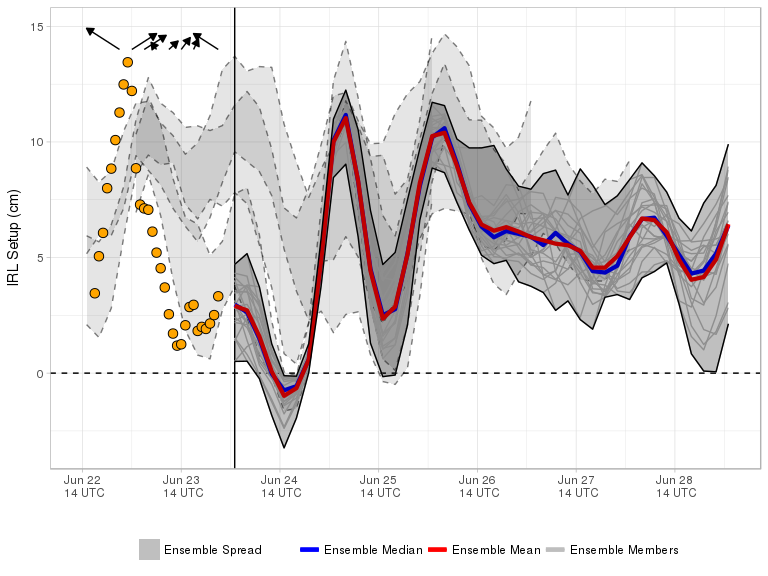 IRL Setup (cm)
15
10
5
0
Jun 22
14 UTC
Jun 23
14 UTC
Jun 24
14 UTC
Jun 25
14 UTC
Jun 26
14 UTC
Jun 27
14 UTC
Jun 28
14 UTC
Ensemble Spread
Ensemble Median
Ensemble Mean
Ensemble Members